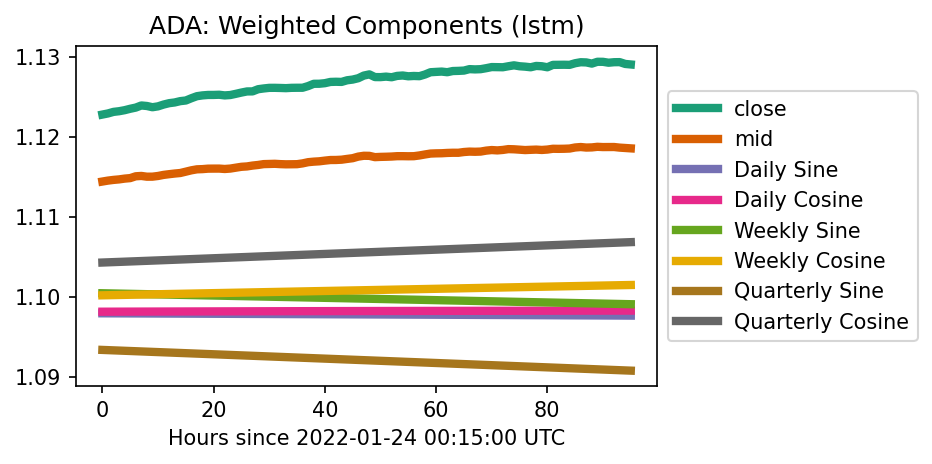 ADA: Weighted Components (lstm)
1.13
1.12
1.11
1.10
1.09
0
20
40
60
80
Hours since 2022-01-24 00:15:00 UTC
close
mid
Daily Sine
Daily Cosine
Weekly Sine
Weekly Cosine
Quarterly Sine
Quarterly Cosine